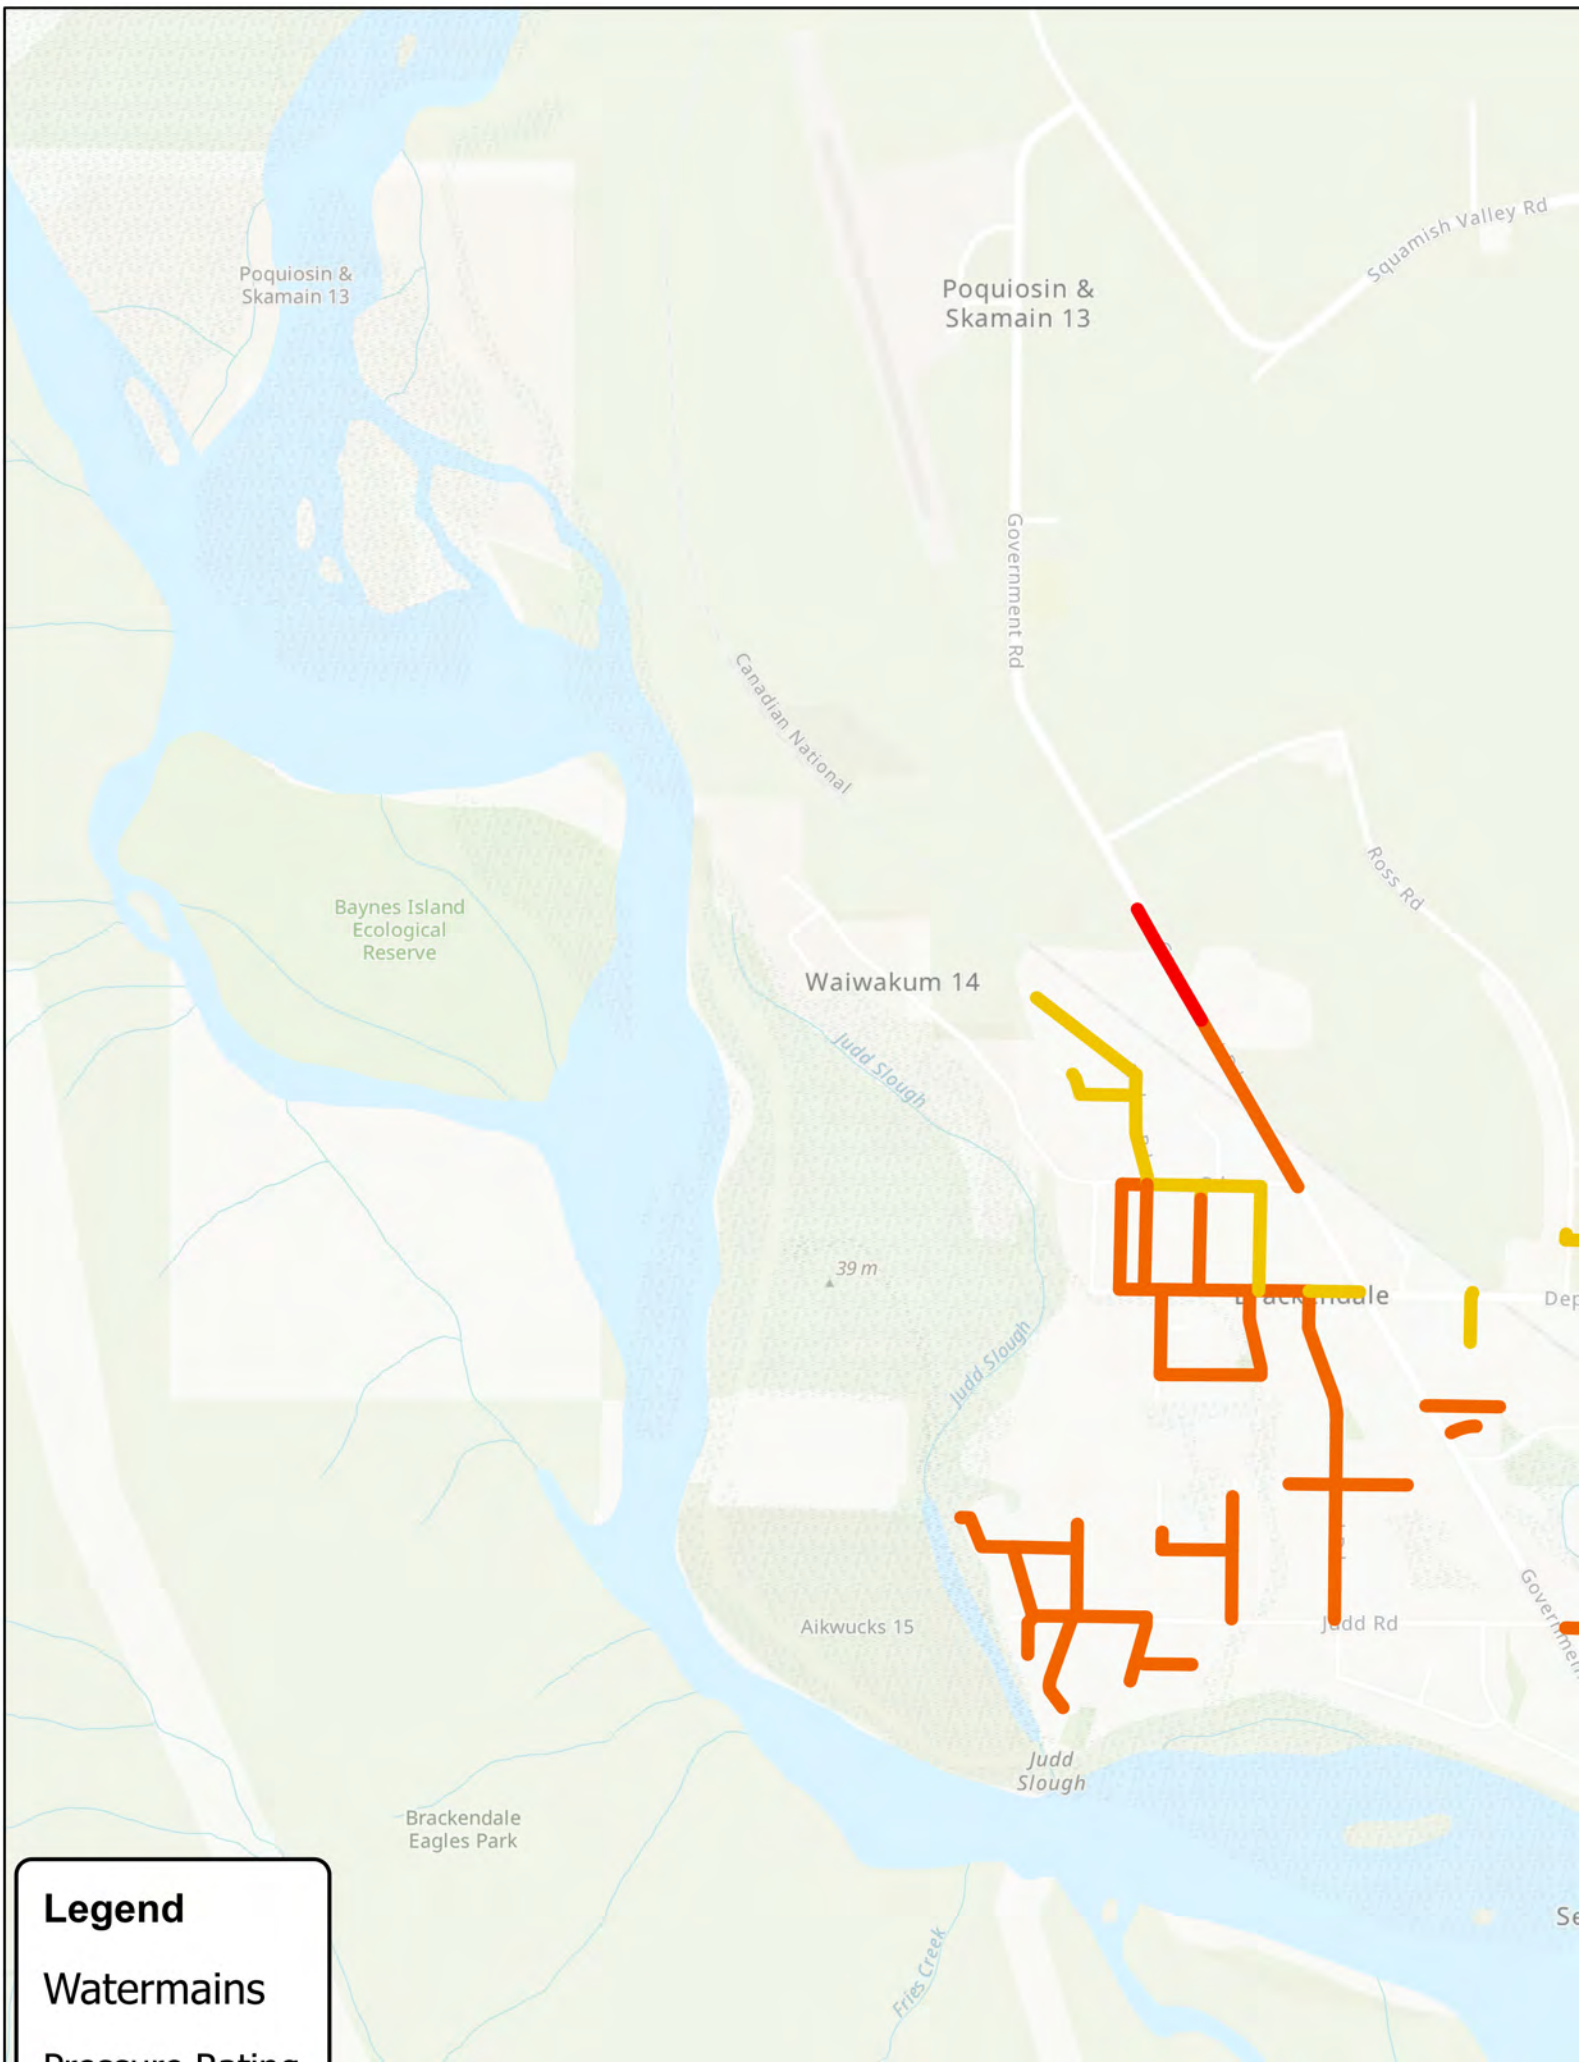 Squamish Valley Rd
Poquiosin &
Skamain 13
Poquiosin &
Skamain 13
Government Rd
Canadian National
Ross Rd
Baynes Island
Ecological
Reserve
Waiwakum 14
Judd Slough
39 m
Judd Slough
Aikwucks 15
Judd Rd
Judd
Slough
Brackendale
Eagles Park
Fries Creek
Legend
Watermains
Pressure Rating